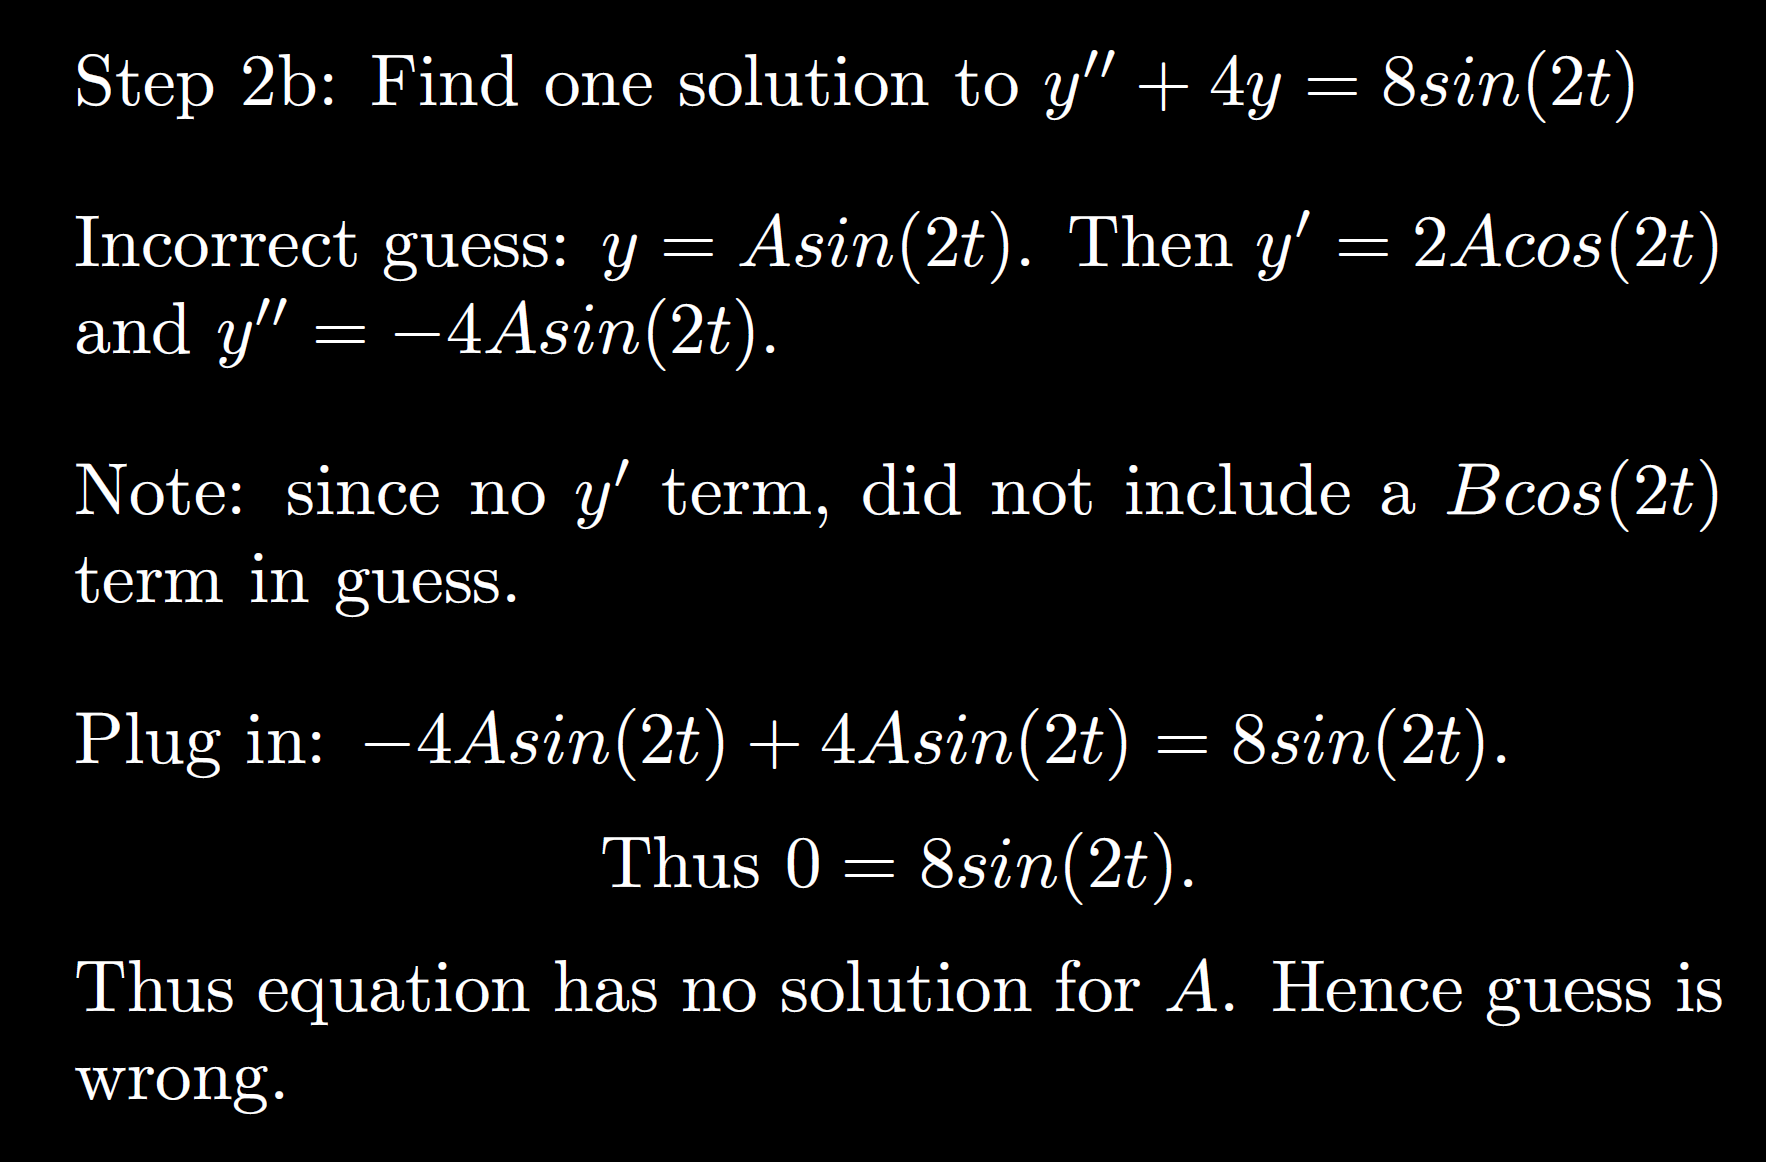 Step 2b: Find one solution to y′′ + 4y = 8sin(2t)
Incorrect guess: y = Asin(2t). Then y′ = 2Acos(2t)
and y′′ = −4Asin(2t).
Note: since no y′ term, did not include a Bcos(2t)
term in guess.
Plug in: −4Asin(2t) + 4Asin(2t) = 8sin(2t).
Thus 0 = 8sin(2t).
Thus equation has no solution for A. Hence guess is
wrong.